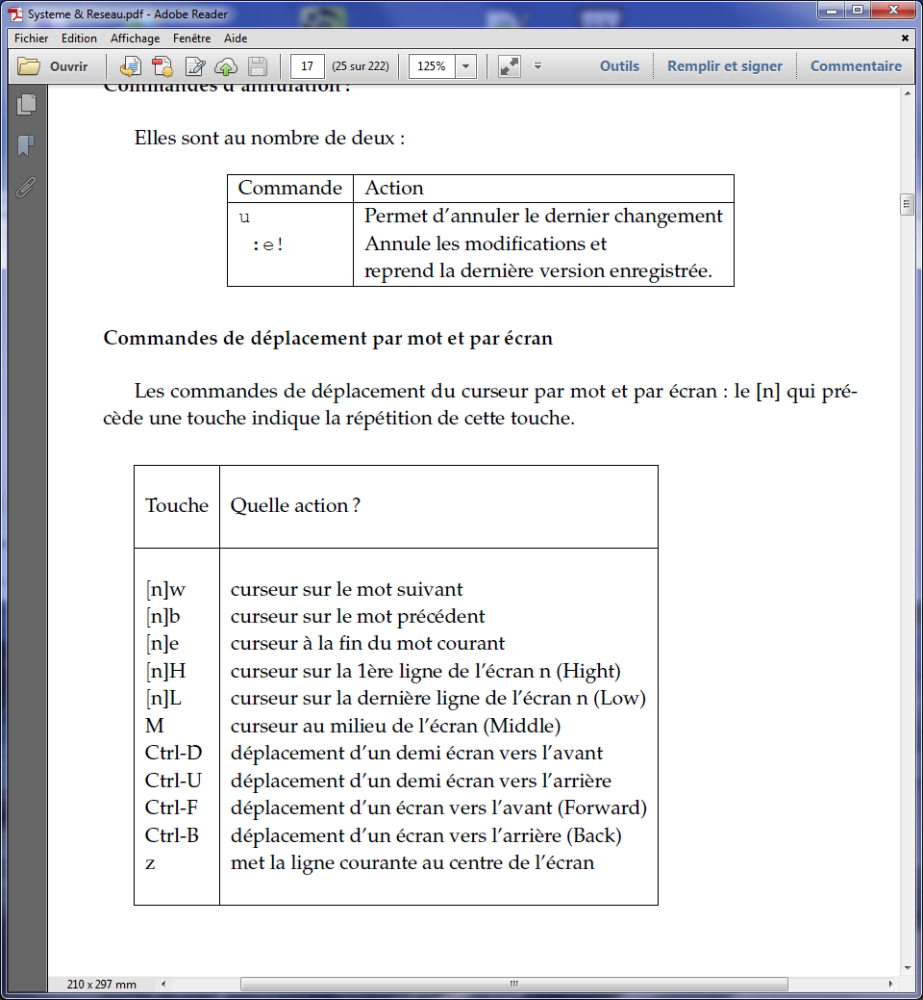 Systeme & Reseau.pdf - Adobe Reader
Fichier Edition Affichage Fenêtre Aide
Ouvrir 17 (25 sur 222) 125% Outils Remplir et signer Commentaire
Commandes d'annulation :
Elles sont au nombre de deux :
Commande Action
u Permet d'annuler le dernier changement
:e! Annule les modifications et
reprend la dernière version enregistrée.
Commandes de déplacement par mot et par écran
Les commandes de déplacement du curseur par mot et par écran : le [n] qui pré-
cède une touche indique la répétition de cette touche.
Touche Quelle action ?
[n]w curseur sur le mot suivant
[n]b curseur sur le mot précédent
[n]e curseur à la fin du mot courant
[n]H curseur sur la 1ère ligne de l'écran n (Hight)
[n]L curseur sur la dernière ligne de l'écran n (Low)
M curseur au milieu de l'écran (Middle)
Ctrl-D déplacement d'un demi écran vers l'avant
Ctrl-U déplacement d'un demi écran vers l'arrière
Ctrl-F déplacement d'un écran vers l'avant (Forward)
Ctrl-B déplacement d'un écran vers l'arrière (Back)
z met la ligne courante au centre de l'écran
210 x 297 mm